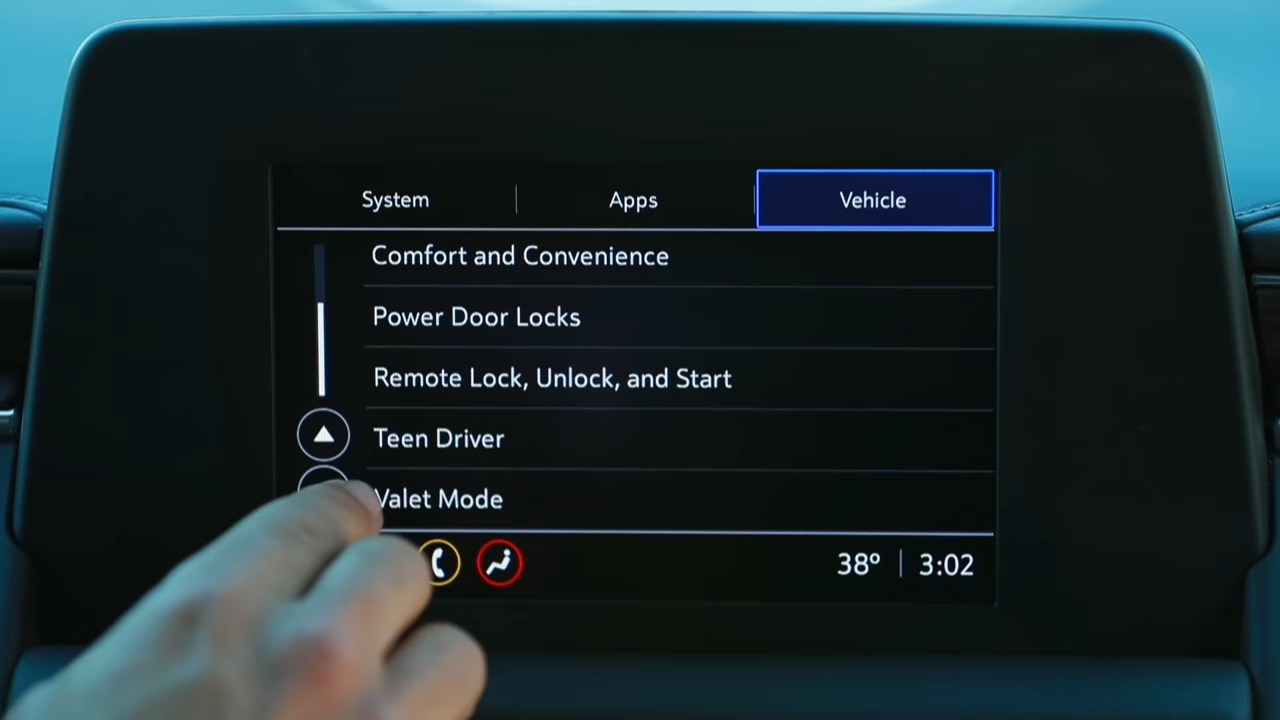 System Apps Vehicle
Comfort and Convenience
Power Door Locks
Remote Lock, Unlock, and Start
Teen Driver
Valet Mode
38° 3:02